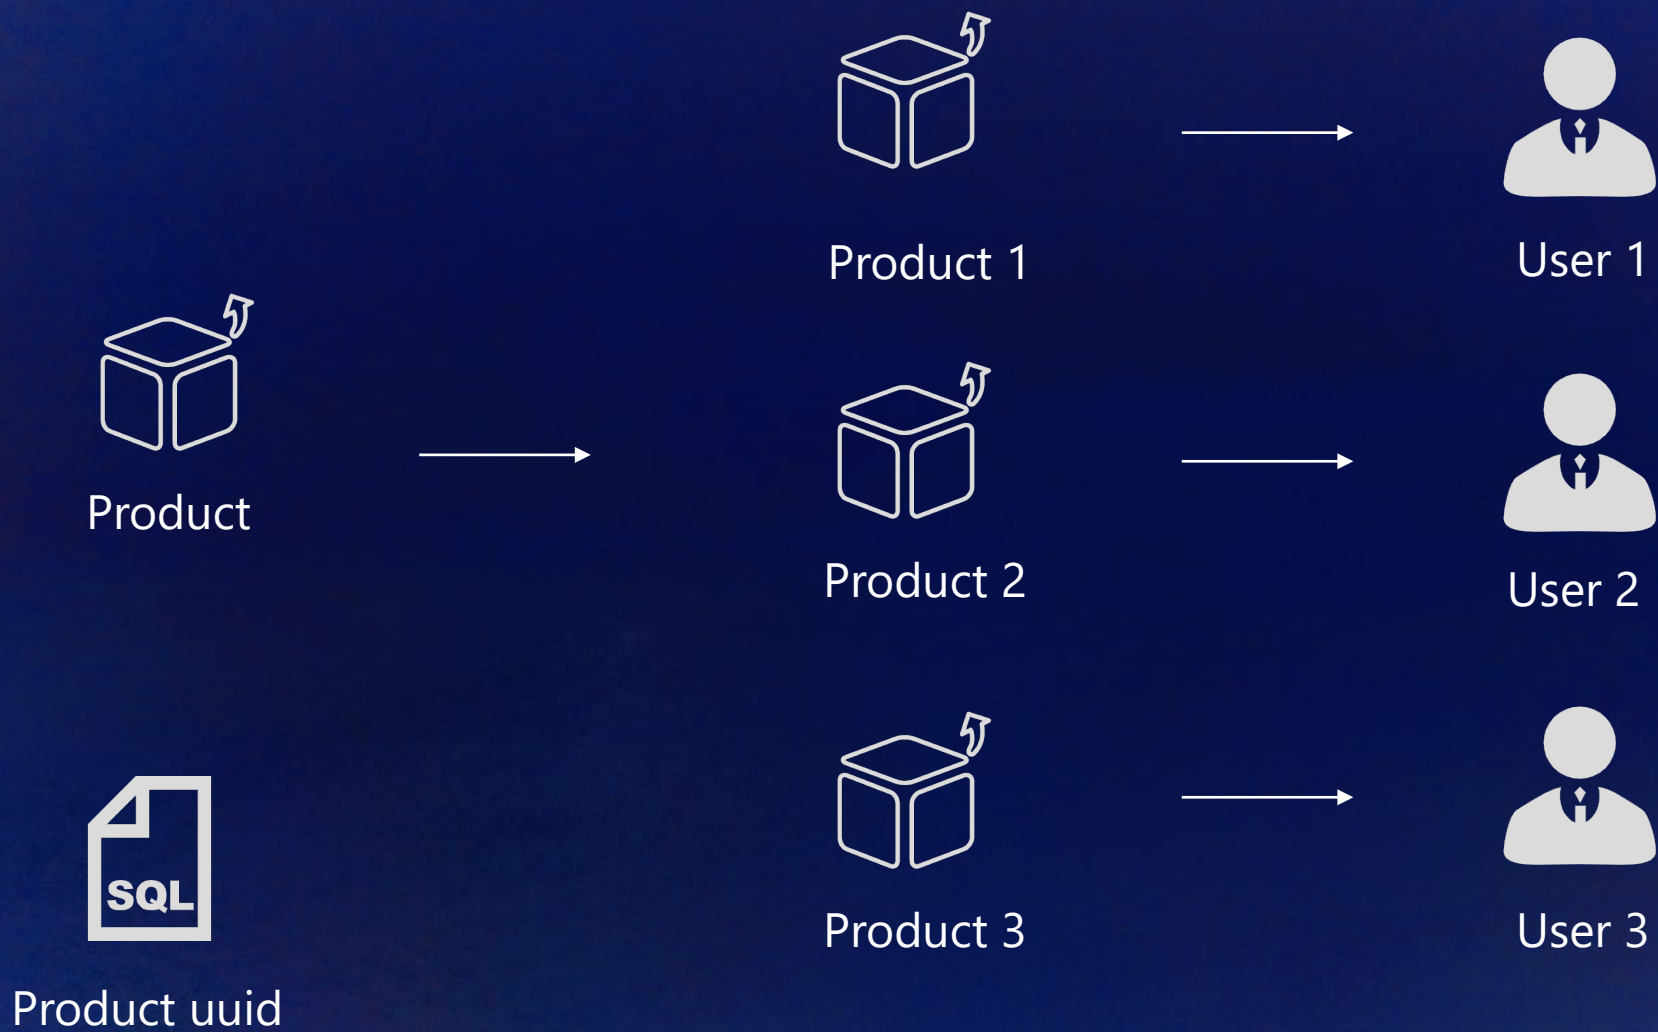 Product 1
User 1
Product
Product 2
User 2
SQL
Product 3
User 3
Product uuid